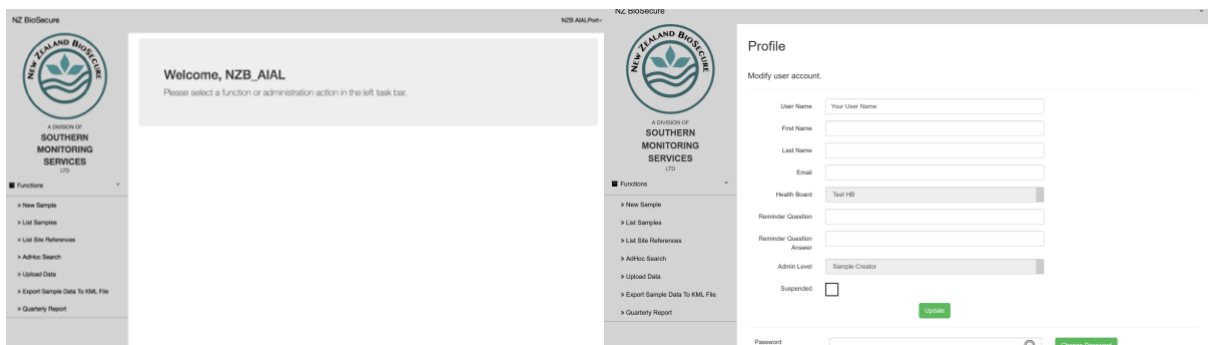 NZ BioSecure
NZB AIALPort
NEW ZEALAND BIOSECURE
A DIVISION OF
SOUTHERN
MONITORING
SERVICES
LTD
Functions
» New Sample
» List Samples
» List Site References
» AdHoc Search
» Upload Data
» Export Sample Data To KML File
» Quarterly Report
Welcome, NZB_AIAL
Please select a function or administration action in the left task bar.
NZ BioSecure
NEW ZEALAND BIOSECURE
A DIVISION OF
SOUTHERN
MONITORING
SERVICES
LTD
Functions
» New Sample
» List Samples
» List Site References
» AdHoc Search
» Upload Data
» Export Sample Data To KML File
» Quarterly Report
Profile
Modify user account.
User Name Your User Name
First Name
Last Name
Email
Health Board Test HB
Reminder Question
Reminder Question
Answer
Admin Level Sample Creator
Suspended
Update
Password Change Password